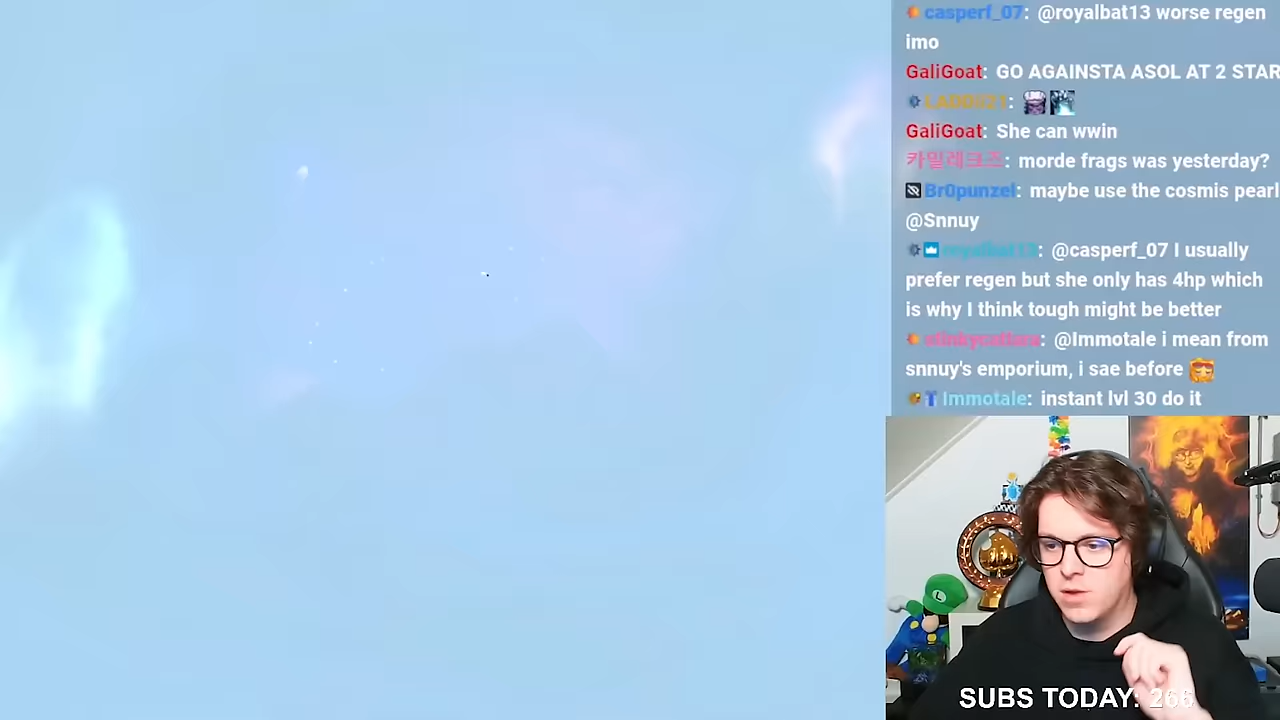 casperf_07: @royalbat13 worse regen
imo
GaliGoat: GO AGAINSTA ASOL AT 2 STAR
LADDii21:
GaliGoat: She can wwin
카밀레크즈: morde frags was yesterday?
Br0punzel: maybe use the cosmis pearl
@Snnuy
royalbat13: @casperf_07 I usually
prefer regen but she only has 4hp which
is why I think tough might be better
: @Immotale i mean from
snnuy's emporium, i sae before
Immotale: instant lvl 30 do it
L
SUBS TODAY: 266